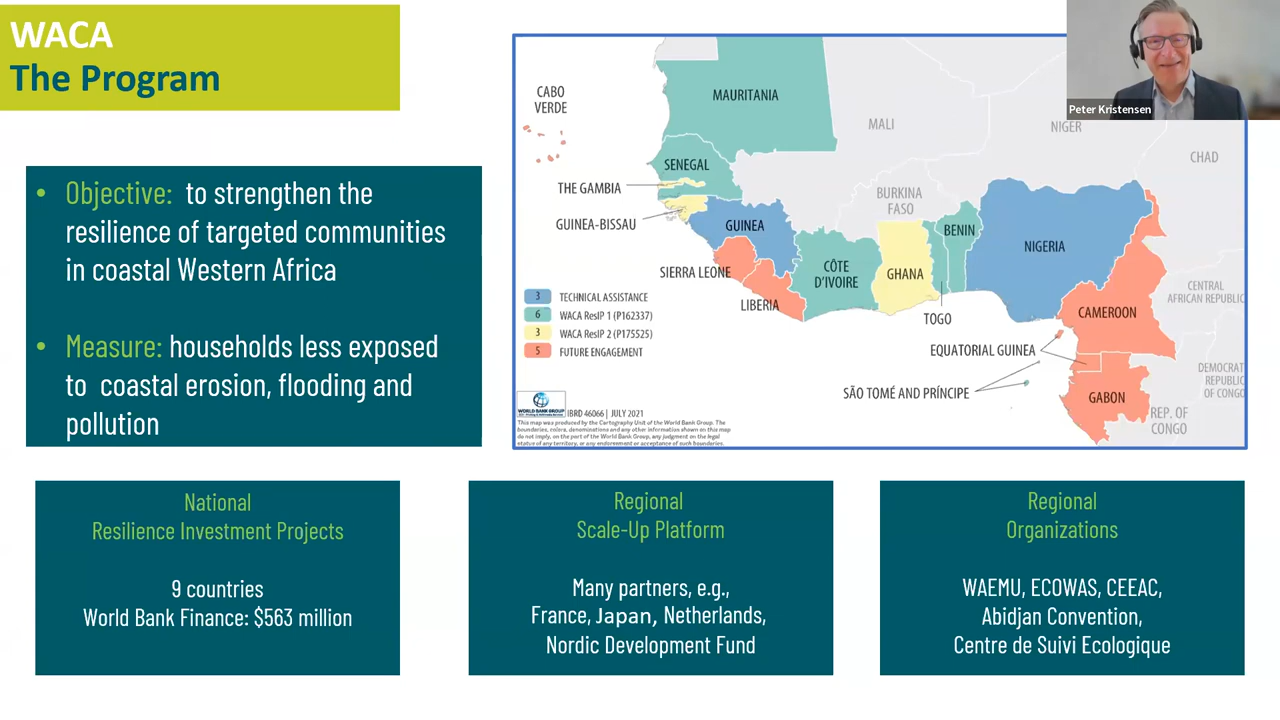 WACA
The Program
Peter Kristensen
• Objective: to strengthen the
resilience of targeted communities
in coastal Western Africa
• Measure: households less exposed
to coastal erosion, flooding and
pollution
CABO
VERDE
MAURITANIA
MALI
NIGER
CHAD
SENEGAL
THE GAMBIA
GUINEA-BISSAU
BURKINA
FASO
GUINEA
BENIN
NIGERIA
SIERRA LEONE
CÔTE
D'IVOIRE
GHANA
LIBERIA
TOGO
CENTRAL
AFRICAN REPUBLIC
CAMEROON
EQUATORIAL GUINEA
SÃO TOMÉ AND PRÍNCIPE
GABON
DEMOCRAT
REPUBLIC
OF CONGO
REP. OF
CONGO
3 TECHNICAL ASSISTANCE
6 WACA ResIP 1 (P162337)
3 WACA ResIP 2 (P175525)
5 FUTURE ENGAGEMENT
WORLD BANK GROUP
IBRD 46066 | JULY 2021
This map was produced by the Cartography Unit of the World Bank Group. The
boundaries, colors, denominations and any other information shown on this map
do not imply, on the part of the World Bank Group, any judgment on the legal
status of any territory, or any endorsement or acceptance of such boundaries.
National
Resilience Investment Projects
9 countries
World Bank Finance: $563 million
Regional
Scale-Up Platform
Many partners, e.g.,
France, Japan, Netherlands,
Nordic Development Fund
Regional
Organizations
WAEMU, ECOWAS, CEEAC,
Abidjan Convention,
Centre de Suivi Ecologique